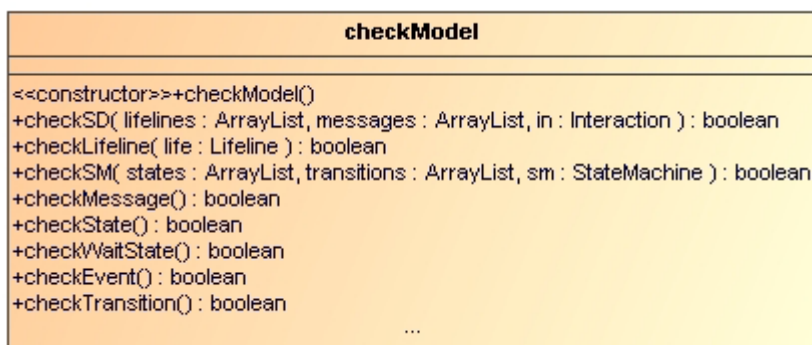 checkModel
<<constructor>>+checkModel()
+checkSD( lifelines : ArrayList, messages : ArrayList, in : Interaction ) : boolean
+checkLifeline( life : Lifeline ) : boolean
+checkSM( states : ArrayList, transitions : ArrayList, sm : StateMachine ) : boolean
+checkMessage() : boolean
+checkState() : boolean
+checkWaitState() : boolean
+checkEvent() : boolean
+checkTransition() : boolean
...